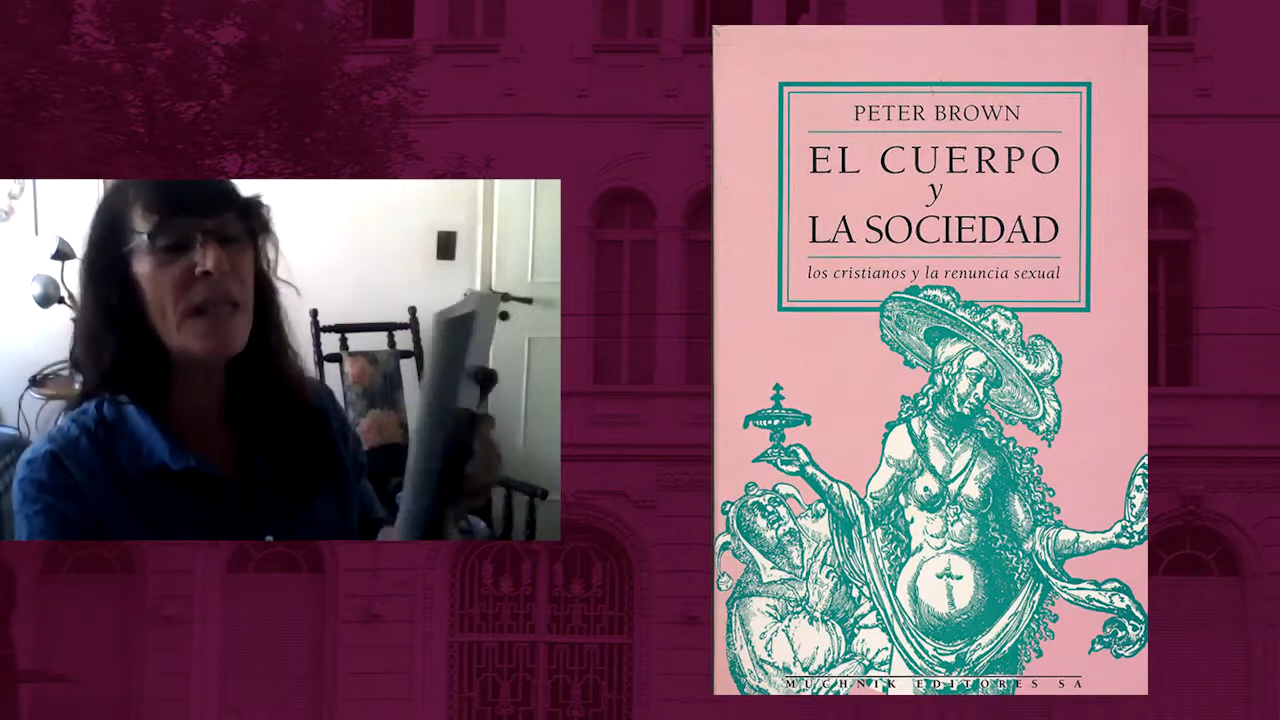 PETER BROWN
EL CUERPO
y
LA SOCIEDAD
los cristianos y la renuncia sexual
MUCHNIK EDITORES SA